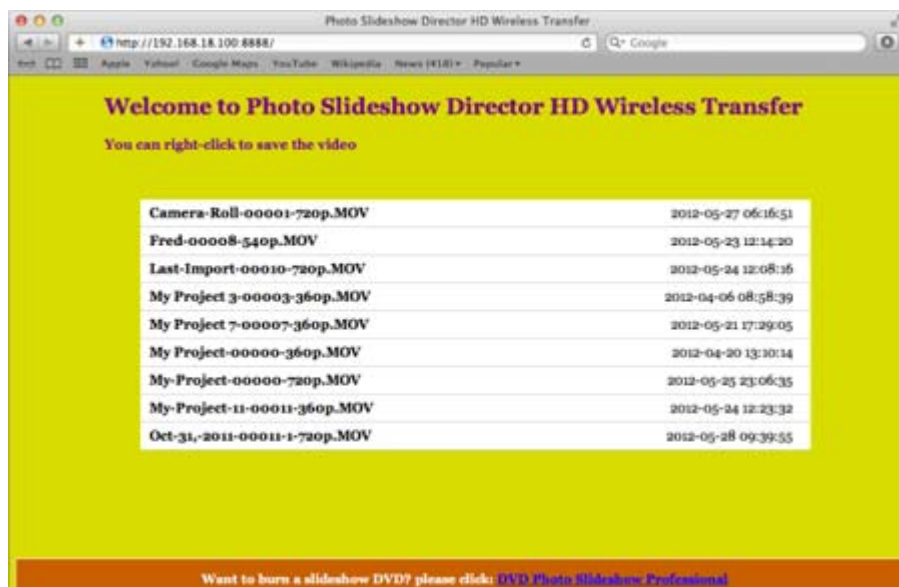 Photo Slideshow Director HD Wireless Transfer
http://192.168.18.100:8888/
Google
Apple Yahoo! Google Maps YouTube Wikipedia News (418) Popular
Welcome to Photo Slideshow Director HD Wireless Transfer
You can right-click to save the video
Camera-Roll-00001-720p.MOV 2012-05-27 06:16:51
Fred-00008-540p.MOV 2012-05-23 12:14:20
Last-Import-00010-720p.MOV 2012-05-24 12:08:16
My Project 3-00003-360p.MOV 2012-04-06 08:58:39
My Project 7-00007-360p.MOV 2012-05-21 17:29:05
My Project-00000-360p.MOV 2012-04-20 13:10:14
My-Project-00000-720p.MOV 2012-05-25 23:06:35
My-Project-11-00011-360p.MOV 2012-05-24 12:23:32
Oct-31,-2011-00011-1-720p.MOV 2012-05-28 09:39:55
Want to burn a slideshow DVD? please click: DVD Photo Slideshow Professional